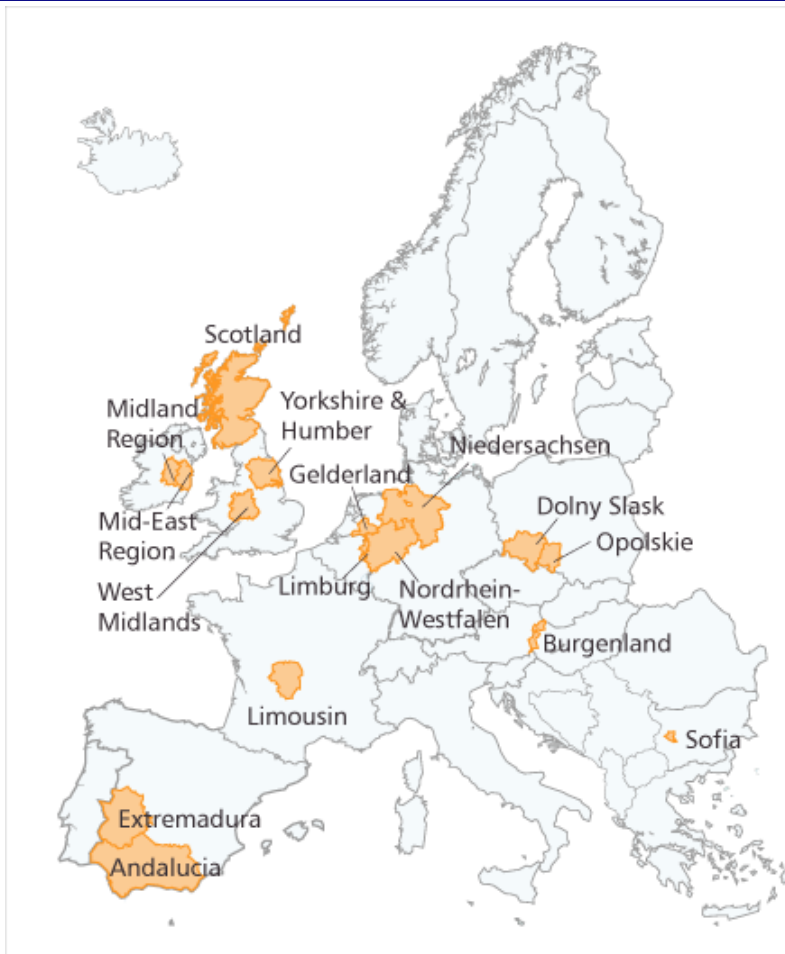 Scotland
Midland
Region
Yorkshire &
Humber
Niedersachsen
Gelderland
Dolny Slask
Mid-East
Region
Opolskie
West
Midlands
Limburg
Nordrhein-
Westfalen
Burgenland
Limousin
Sofia
Extremadura
Andalucia